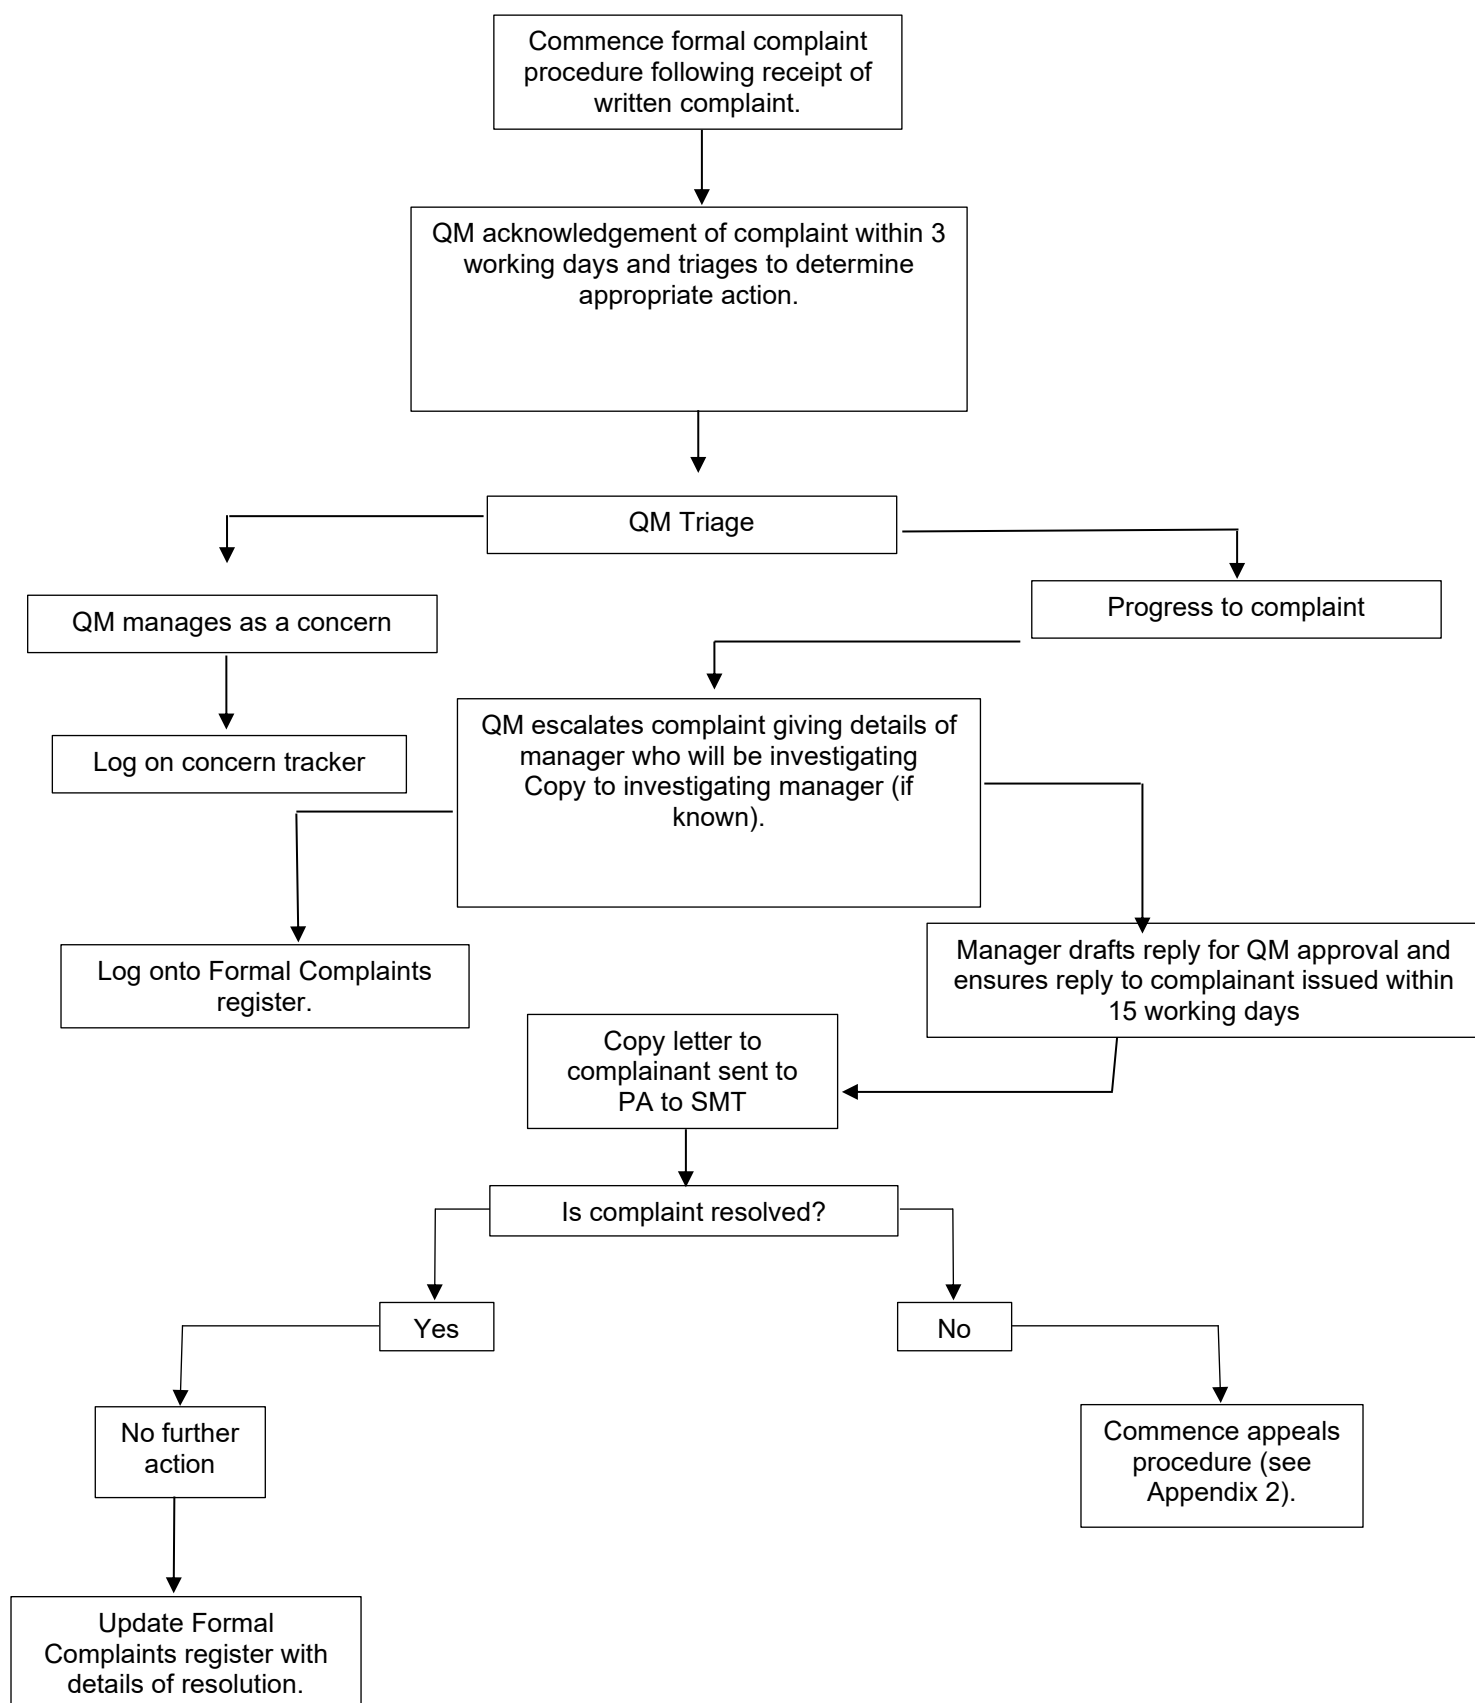 Commence formal complaint
procedure following receipt of
written complaint.
QM acknowledgement of complaint within 3
working days and triages to determine
appropriate action.
QM Triage
QM manages as a concern
Progress to complaint
Log on concern tracker
QM escalates complaint giving details of
manager who will be investigating
Copy to investigating manager (if
known).
Log onto Formal Complaints
register.
Manager drafts reply for QM approval and
ensures reply to complainant issued within
15 working days
Copy letter to
complainant sent to
PA to SMT
Is complaint resolved?
Yes
No
No further
action
Commence appeals
procedure (see
Appendix 2).
Update Formal
Complaints register with
details of resolution.